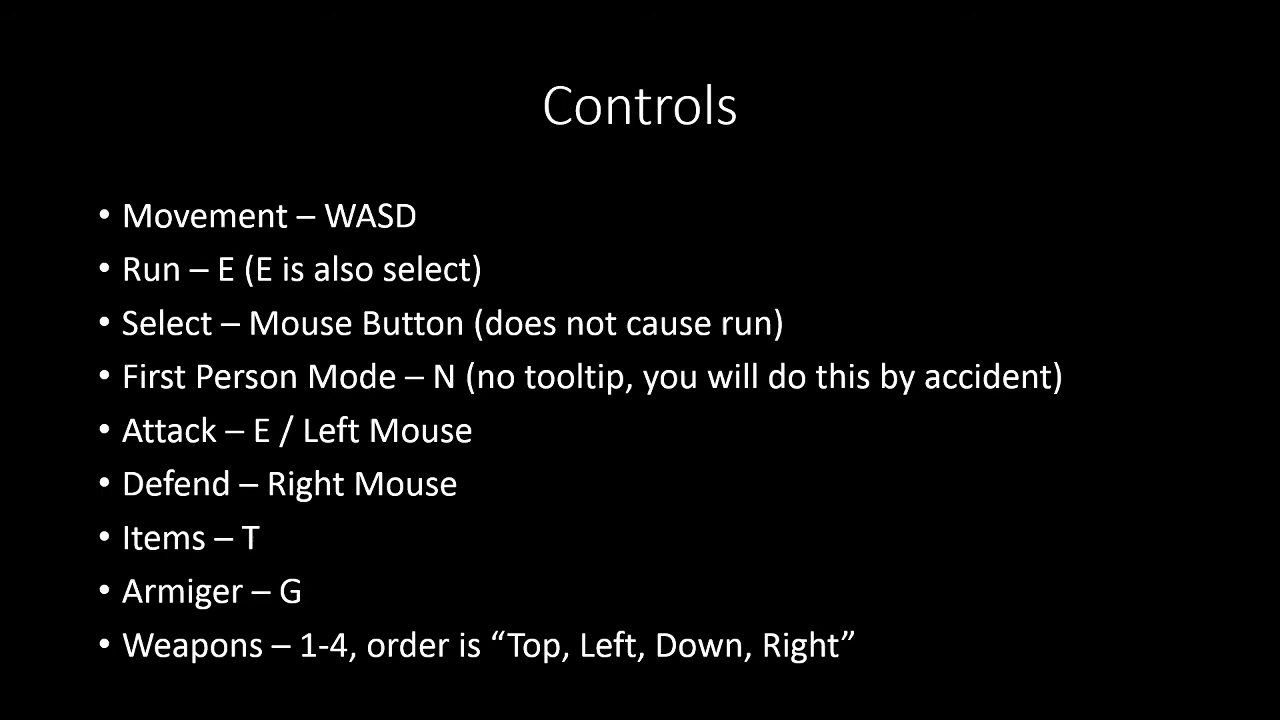 Controls
• Movement – WASD
• Run – E (E is also select)
• Select – Mouse Button (does not cause run)
• First Person Mode – N (no tooltip, you will do this by accident)
• Attack – E / Left Mouse
• Defend – Right Mouse
• Items – T
• Armiger – G
• Weapons – 1-4, order is “Top, Left, Down, Right”